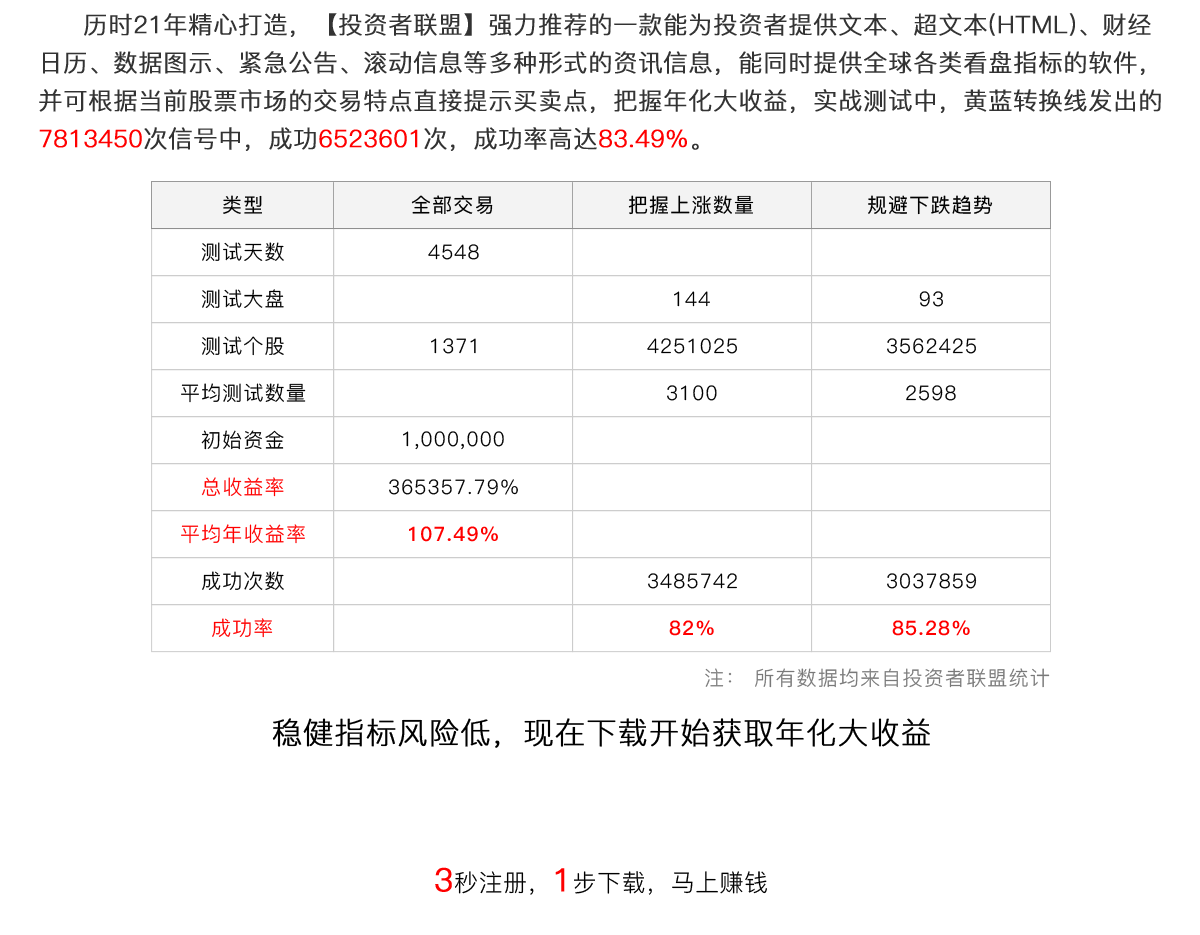 历时21年精心打造，【投资者联盟】强力推荐的一款能为投资者提供文本、超文本(HTML)、财经
日历、数据图示、紧急公告、滚动信息等多种形式的资讯信息，能同时提供全球各类看盘指标的软件，
并可根据当前股票市场的交易特点直接提示买卖点，把握年化大收益，实战测试中，黄蓝转换线发出的
7813450次信号中，成功6523601次，成功率高达83.49%。
类型 全部交易 把握上涨数量 规避下跌趋势
测试天数 4548
测试大盘 144 93
测试个股 1371 4251025 3562425
平均测试数量 3100 2598
初始资金 1,000,000
总收益率 365357.79%
平均年收益率 107.49%
成功次数 3485742 3037859
成功率 82% 85.28%
注： 所有数据均来自投资者联盟统计
稳健指标风险低，现在下载开始获取年化大收益
3秒注册，1步下载，马上赚钱